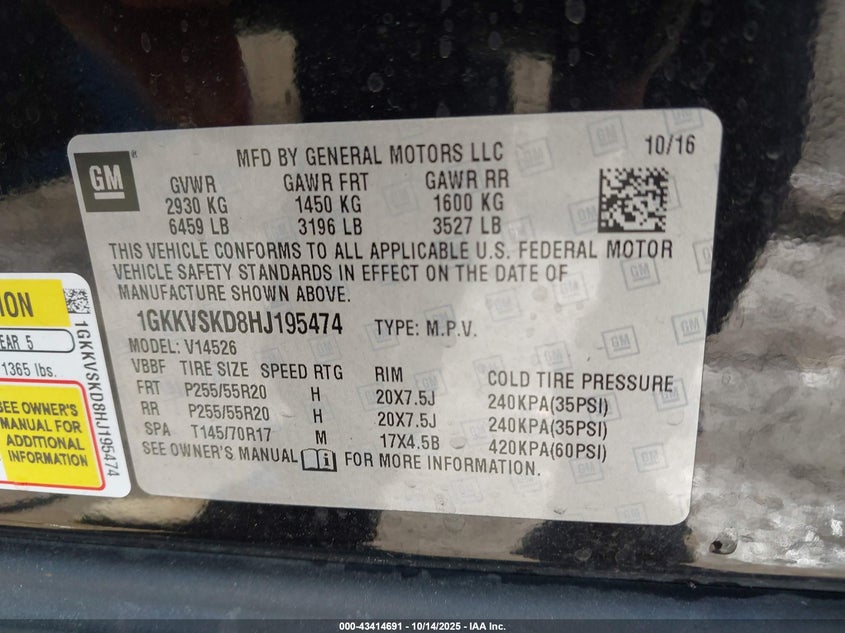 GM
MFD BY GENERAL MOTORS LLC 10/16
GVWR GAWR FRT GAWR RR
2930 KG 1450 KG 1600 KG
6459 LB 3196 LB 3527 LB
THIS VEHICLE CONFORMS TO ALL APPLICABLE U.S. FEDERAL MOTOR
VEHICLE SAFETY STANDARDS IN EFFECT ON THE DATE OF
MANUFACTURE SHOWN ABOVE.
1GKKVSKD8HJ195474 TYPE: M.P.V.
MODEL: V14526
VBBF TIRE SIZE SPEED RTG RIM COLD TIRE PRESSURE
FRT P255/55R20 H 20X7.5J 240KPA(35PSI)
RR P255/55R20 H 20X7.5J 240KPA(35PSI)
SPA T145/70R17 M 17X4.5B 420KPA(60PSI)
SEE OWNER'S MANUAL FOR MORE INFORMATION.
EAR 5
1365 lbs.
SEE OWNER'S
MANUAL FOR
ADDITIONAL
INFORMATION
1GKKVSKD8HJ195474
000-43414691 - 10/14/2025 - IAA Inc.